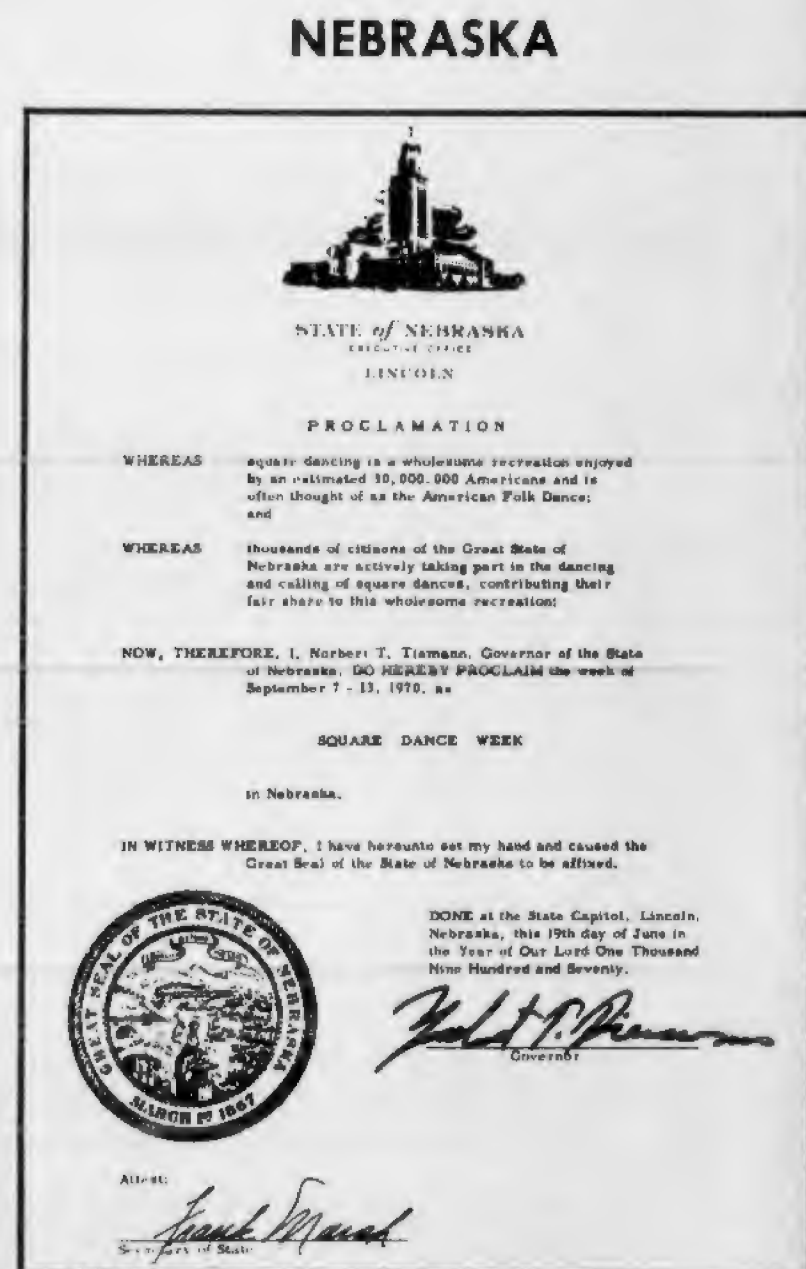 NEBRASKA
STATE of NEBRASKA
EXECUTIVE OFFICE
LINCOLN
PROCLAMATION
WHEREAS square dancing is a wholesome recreation enjoyed
by an estimated 10,000,000 Americans and is
often thought of as the American Folk Dance;
and
WHEREAS thousands of citizens of the Great State of
Nebraska are actively taking part in the dancing
and calling of square dances, contributing their
fair share to this wholesome recreation;
NOW, THEREFORE, I, Norbert T. Tiemann, Governor of the State
of Nebraska, DO HEREBY PROCLAIM the week of
September 7 - 13, 1970, as
SQUARE DANCE WEEK
in Nebraska.
IN WITNESS WHEREOF, I have hereunto set my hand and caused the
Great Seal of the State of Nebraska to be affixed.
GREAT SEAL OF THE STATE OF NEBRASKA
MARCH 1ST 1867
DONE at the State Capitol, Lincoln,
Nebraska, this 19th day of June in
the Year of Our Lord One Thousand
Nine Hundred and Seventy.
Norbert T. Tiemann
Governor
Attest:
Frank Marsh
Secretary of State